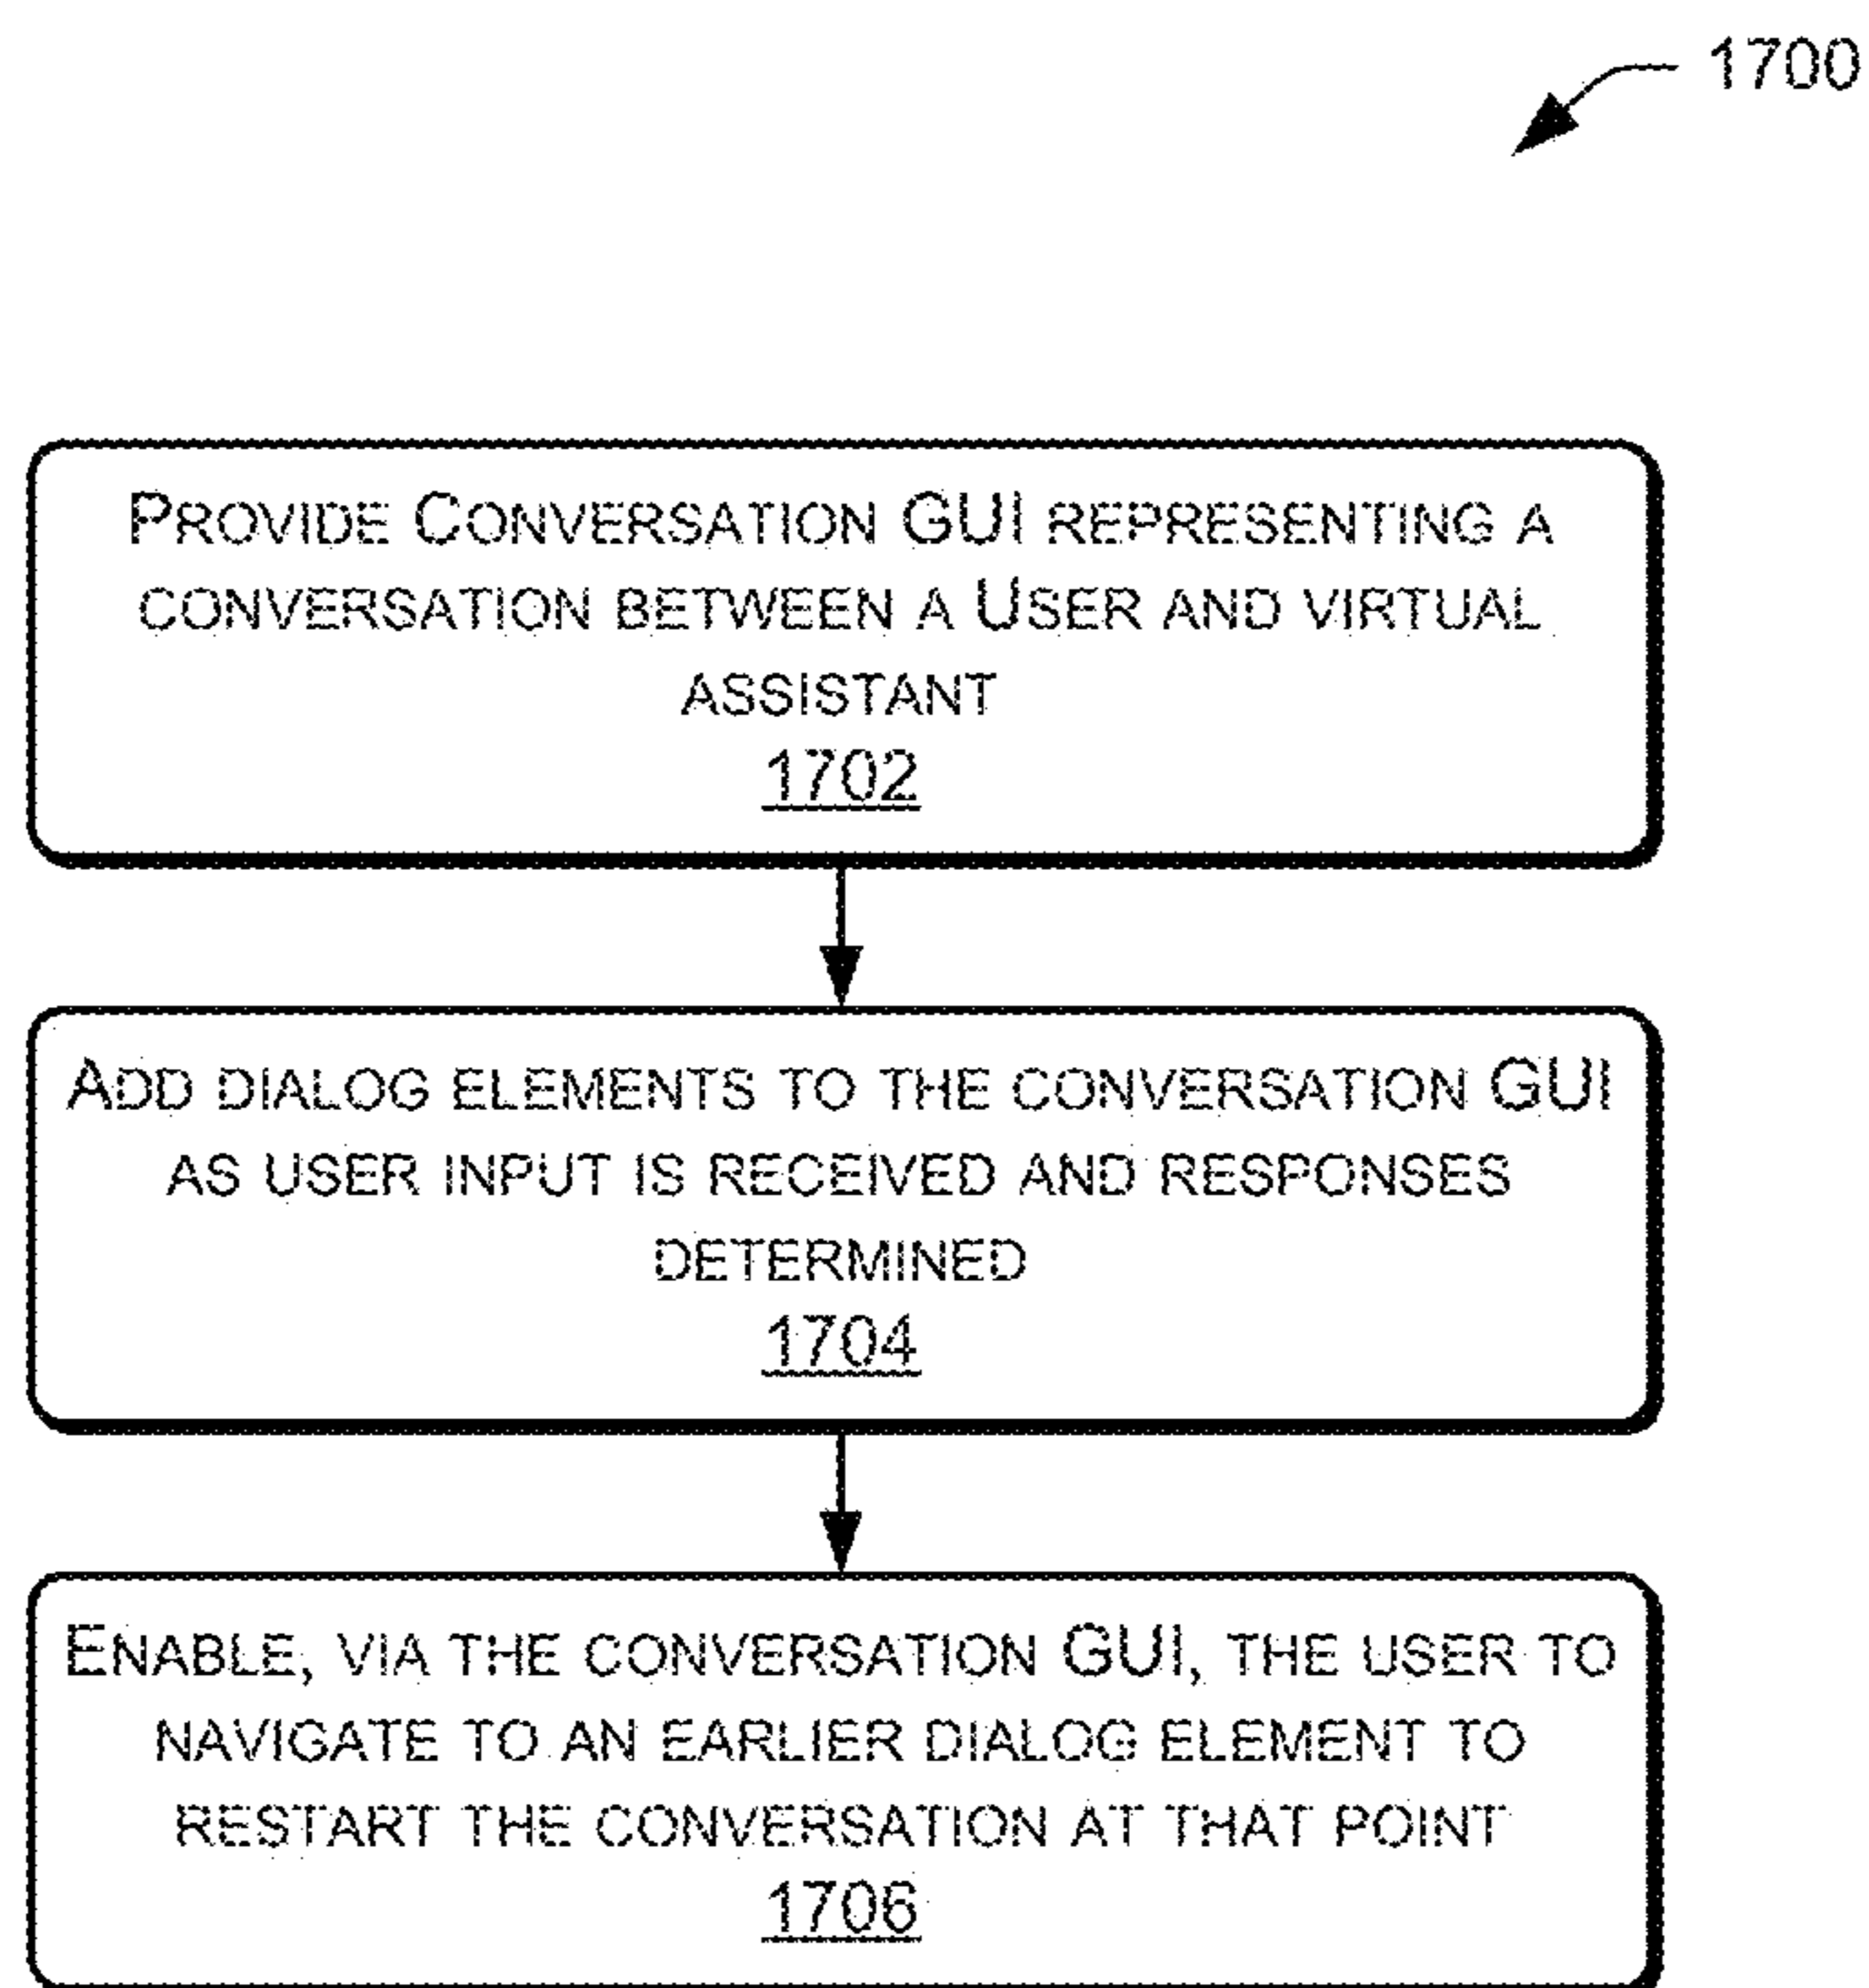 1700
PROVIDE CONVERSATION GUI REPRESENTING A
CONVERSATION BETWEEN A USER AND VIRTUAL
ASSISTANT
1702
ADD DIALOG ELEMENTS TO THE CONVERSATION GUI
AS USER INPUT IS RECEIVED AND RESPONSES
DETERMINED
1704
ENABLE, VIA THE CONVERSATION GUI, THE USER TO
NAVIGATE TO AN EARLIER DIALOG ELEMENT TO
RESTART THE CONVERSATION AT THAT POINT
1706